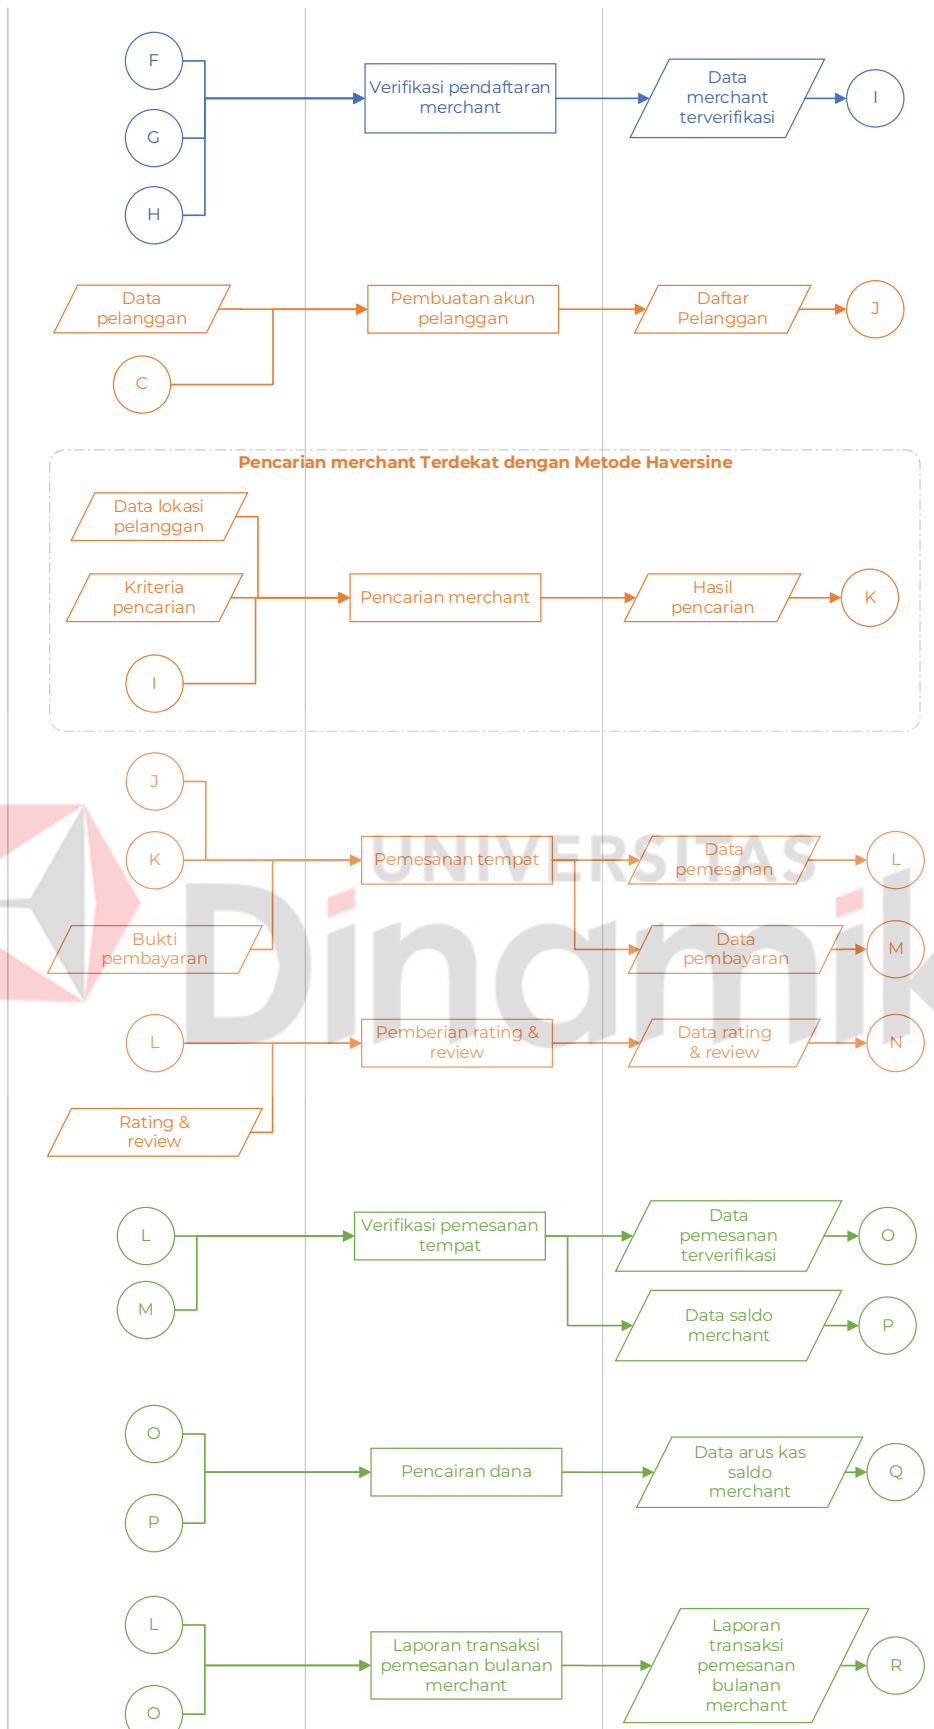 F
G
H
Verifikasi pendaftaran
merchant
Data
merchant
terverifikasi
I
Data
pelanggan
C
Pembuatan akun
pelanggan
Daftar
Pelanggan
J
Pencarian merchant Terdekat dengan Metode Haversine
Data lokasi
pelanggan
Kriteria
pencarian
I
Pencarian merchant
Hasil
pencarian
K
J
K
Bukti
pembayaran
Pemesanan tempat
Data
pemesanan
L
Data
pembayaran
M
UNIVERSITAS
Dinamik
L
Rating &
review
Pemberian rating &
review
Data rating
& review
N
L
M
Verifikasi pemesanan
tempat
Data
pemesanan
terverifikasi
O
Data saldo
merchant
P
O
P
Pencairan dana
Data arus kas
saldo
merchant
Q
L
O
Laporan transaksi
pemesanan bulanan
merchant
Laporan
transaksi
pemesanan
bulanan
merchant
R